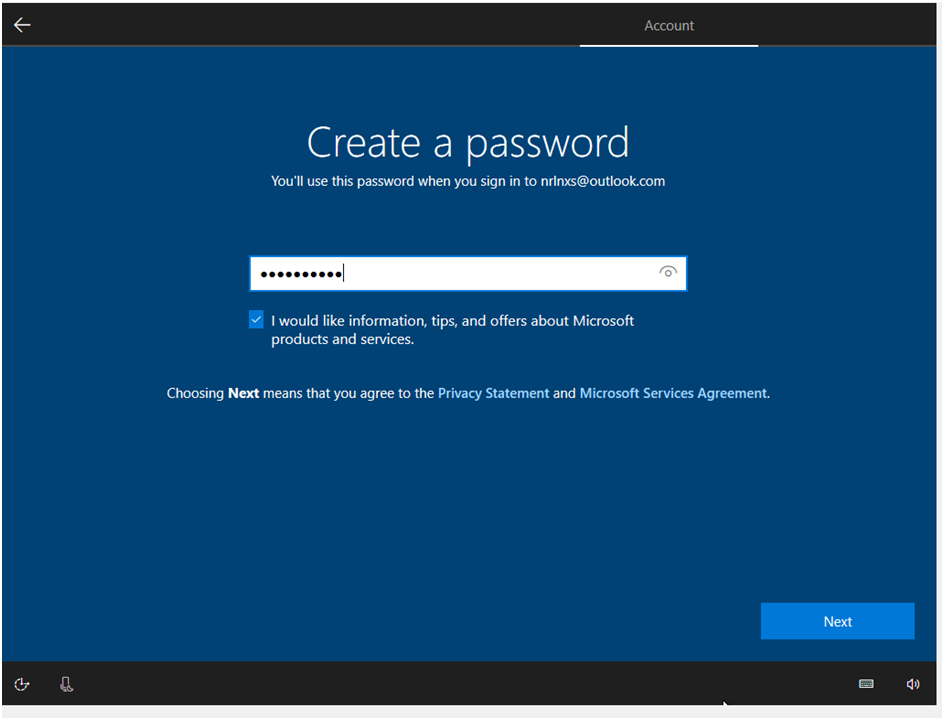 Account
Create a password
You'll use this password when you sign in to nrlnxs@outlook.com
●●●●●●●●●●
I would like information, tips, and offers about Microsoft
products and services.
Choosing Next means that you agree to the Privacy Statement and Microsoft Services Agreement.
Next